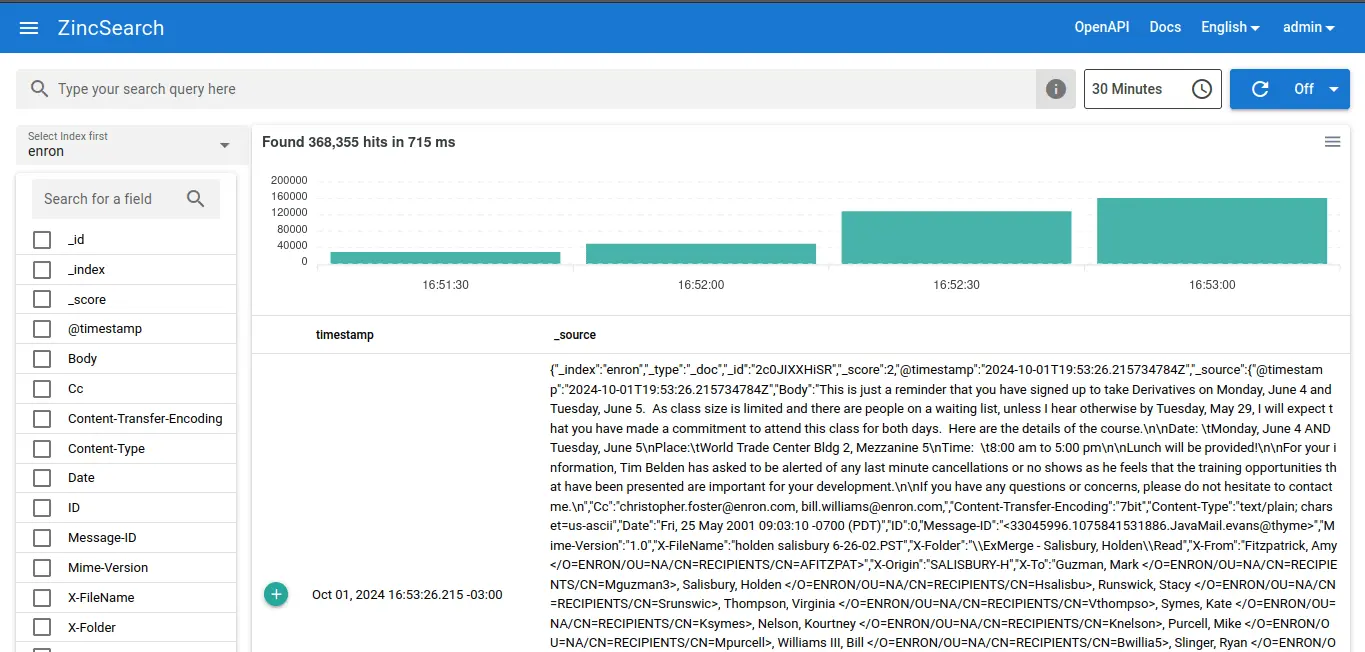 ZincSearch
OpenAPI Docs English admin
Type your search query here
30 Minutes
Off
Select Index first
enron
Search for a field
_id
_index
_score
@timestamp
Body
Cc
Content-Transfer-Encoding
Content-Type
Date
ID
Message-ID
Mime-Version
X-FileName
X-Folder
Found 368,355 hits in 715 ms
200000
160000
120000
80000
40000
0
16:51:30 16:52:00 16:52:30 16:53:00
timestamp _source
Oct 01, 2024 16:53:26.215 -03:00
{"_index":"enron","_type":"_doc","_id":"2c0JIXXHiSR","_score":2,"@timestamp":"2024-10-01T19:53:26.215734784Z","_source":{"@timestam
p":"2024-10-01T19:53:26.215734784Z","Body":"This is just a reminder that you have signed up to take Derivatives on Monday, June 4 and
Tuesday, June 5.  As class size is limited and there are people on a waiting list, unless I hear otherwise by Tuesday, May 29, I will expect t
hat you have made a commitment to attend this class for both days.  Here are the details of the course.\n\nDate: \tMonday, June 4 AND
Tuesday, June 5\nPlace:\tWorld Trade Center Bldg 2, Mezzanine 5\nTime:  \t8:00 am to 5:00 pm\n\nLunch will be provided!\n\nFor your i
nformation, Tim Belden has asked to be alerted of any last minute cancellations or no shows as he feels that the training opportunities th
at have been presented are important for your development.\n\nIf you have any questions or concerns, please do not hesitate to contact
me.\n","Cc":"christopher.foster@enron.com, bill.williams@enron.com,","Content-Transfer-Encoding":"7bit","Content-Type":"text/plain; chars
et=us-ascii","Date":"Fri, 25 May 2001 09:03:10 -0700 (PDT)","ID":0,"Message-ID":"<33045996.1075841531886.JavaMail.evans@thyme>","M
ime-Version":"1.0","X-FileName":"holden salisbury 6-26-02.PST","X-Folder":"\\ExMerge - Salisbury, Holden\\Read","X-From":"Fitzpatrick, Amy
</O=ENRON/OU=NA/CN=RECIPIENTS/CN=AFITZPAT>","X-Origin":"SALISBURY-H","X-To":"Guzman, Mark </O=ENRON/OU=NA/CN=RECIPIE
NTS/CN=Mguzman3>, Salisbury, Holden </O=ENRON/OU=NA/CN=RECIPIENTS/CN=Hsalisbu>, Runswick, Stacy </O=ENRON/OU=NA/CN
=RECIPIENTS/CN=Srunswic>, Thompson, Virginia </O=ENRON/OU=NA/CN=RECIPIENTS/CN=Vthompso>, Symes, Kate </O=ENRON/OU=
NA/CN=RECIPIENTS/CN=Ksymes>, Nelson, Kourtney </O=ENRON/OU=NA/CN=RECIPIENTS/CN=Knelson>, Purcell, Mike </O=ENRON/O
U=NA/CN=RECIPIENTS/CN=Mpurcell>, Williams III, Bill </O=ENRON/OU=NA/CN=RECIPIENTS/CN=Bwillia5>, Slinger, Ryan </O=ENRON/O